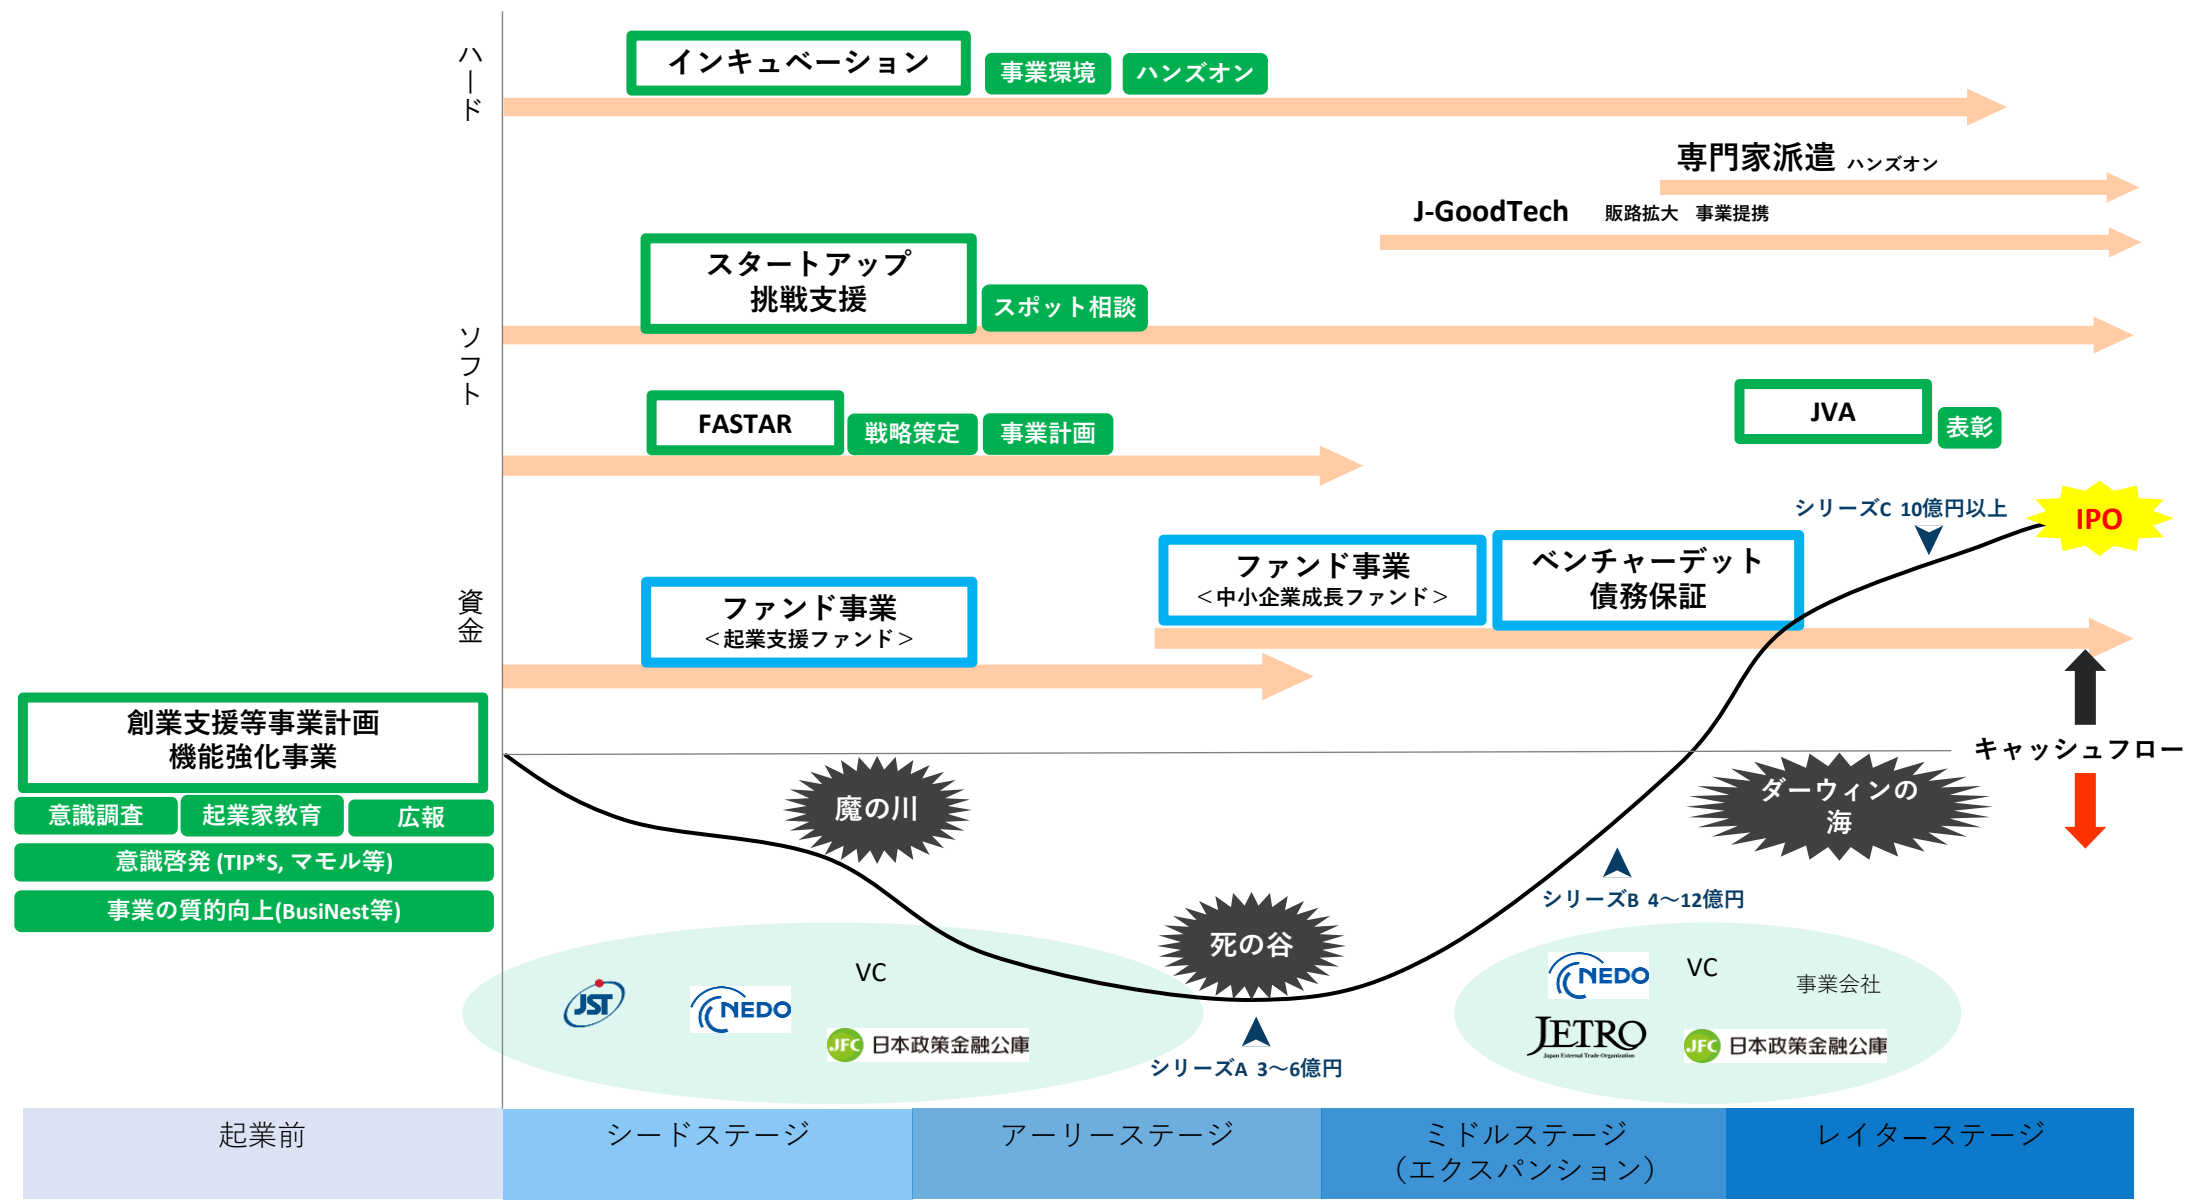 ハード
インキュベーション
事業環境
ハンズオン
専門家派遣 ハンズオン
J-GoodTech 販路拡大 事業提携
ソフト
スタートアップ
挑戦支援
スポット相談
FASTAR
戦略策定
事業計画
JVA
表彰
シリーズC 10億円以上
IPO
資金
ファンド事業
＜起業支援ファンド＞
ファンド事業
＜中小企業成長ファンド＞
ベンチャーデット
債務保証
創業支援等事業計画
機能強化事業
意識調査
起業家教育
広報
意識啓発 (TIP*S, マモル等)
事業の質的向上(BusiNest等)
キャッシュフロー
魔の川
ダーウィンの
海
死の谷
シリーズB 4～12億円
シリーズA 3～6億円
JST
NEDO
VC
JFC 日本政策金融公庫
NEDO
VC
事業会社
JETRO
Japan External Trade Organization
JFC 日本政策金融公庫
起業前
シードステージ
アーリーステージ
ミドルステージ
（エクスパンション）
レイターステージ